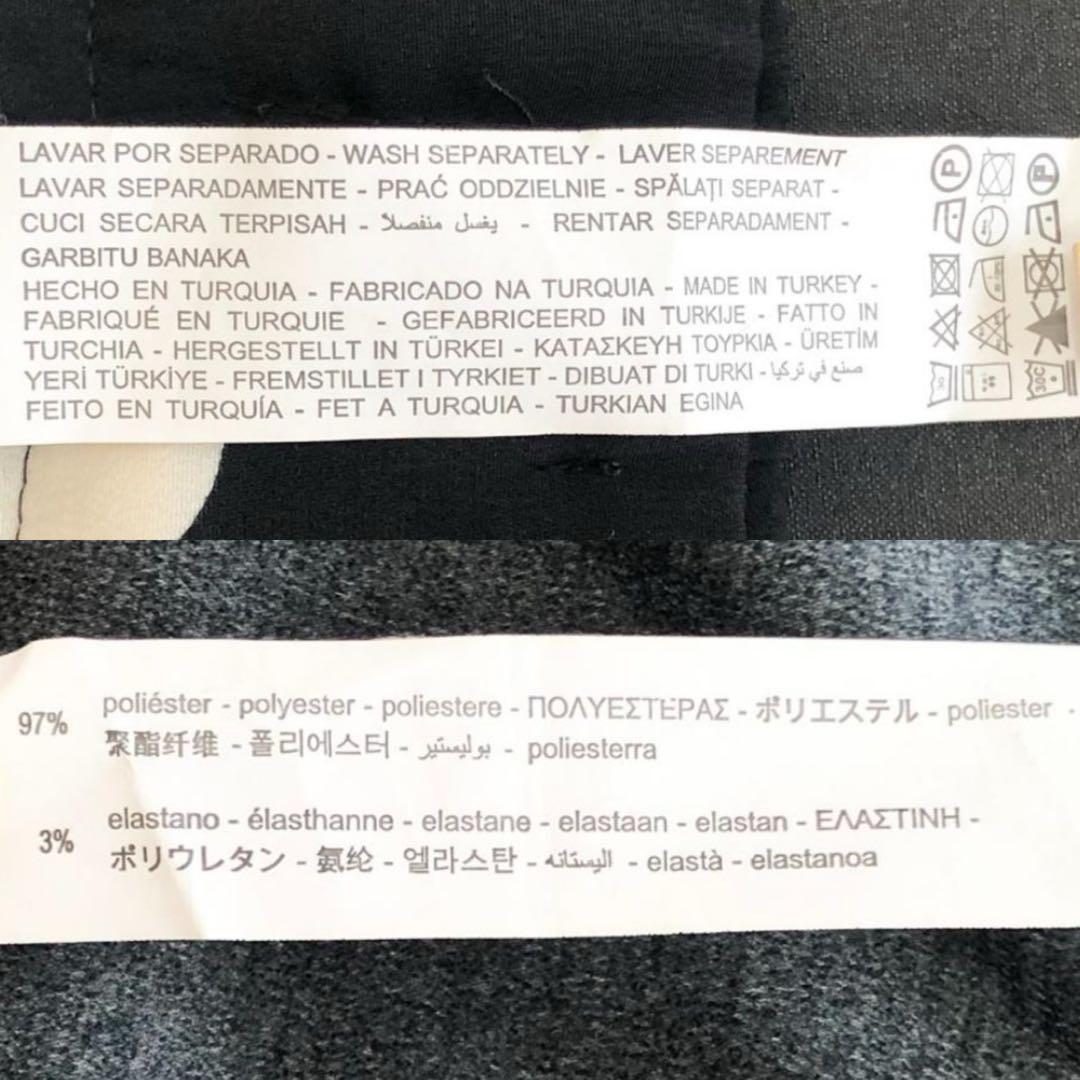 LAVAR POR SEPARADO - WASH SEPARATELY - LAVER SEPAREMENT
LAVAR SEPARADAMENTE - PRAĆ ODDZIELNIE - SPĂLAȚI SEPARAT -
CUCI SECARA TERPISAH - يغسل منفصلا - RENTAR SEPARADAMENT -
GARBITU BANAKA
HECHO EN TURQUIA - FABRICADO NA TURQUIA - MADE IN TURKEY -
FABRIQUÉ EN TURQUIE - GEFABRICEERD IN TURKIJE - FATTO IN
TURCHIA - HERGESTELLT IN TÜRKEI - ΚΑΤΑΣΚΕΥΗ ΤΟΥΡΚΙΑ - ÜRETİM
YERİ TÜRKİYE - FREMSTILLET I TYRKIET - DIBUAT DI TURKI - صنع في تركيا -
FEITO EN TURQUÍA - FET A TURQUIA - TURKIAN EGINA
P P
30C
97% poliéster - polyester - poliestere - ΠΟΛΥΕΣΤΕΡΑΣ - ポリエステル - poliester -
聚酯纤维 - 폴리에스터 - بوليستير - poliesterra
3% elastano - élasthanne - elastane - elastaan - elastan - ΕΛΑΣΤΙΝΗ -
ポリウレタン - 氨纶 - 엘라스탄 - اليستانه - elastà - elastanoa